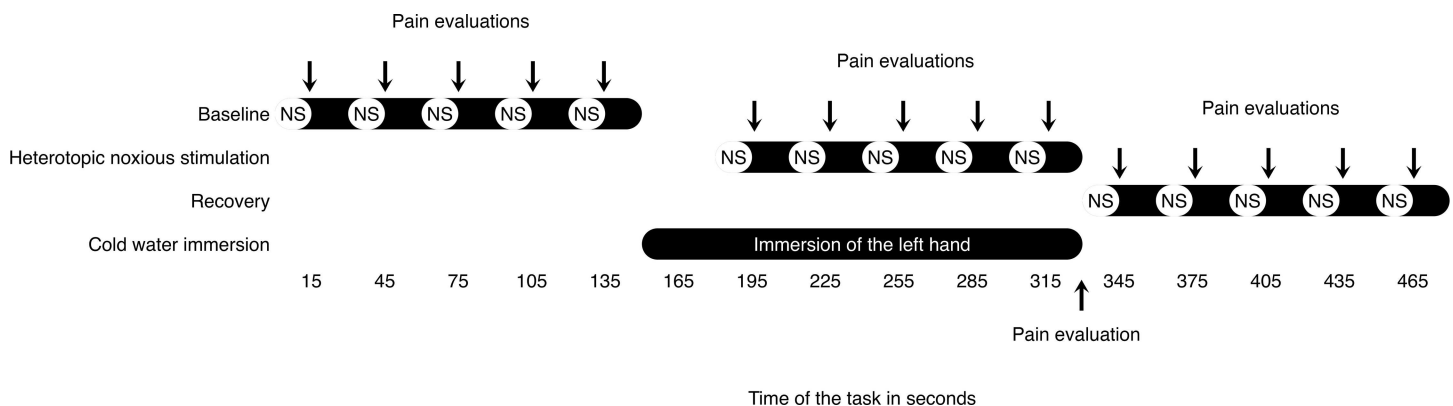 Pain evaluations
Pain evaluations
Pain evaluations
Baseline NS NS NS NS NS
Heterotopic noxious stimulation NS NS NS NS NS
Recovery NS NS NS NS NS
Cold water immersion Immersion of the left hand
15 45 75 105 135 165 195 225 255 285 315 345 375 405 435 465
Pain evaluation
Time of the task in seconds